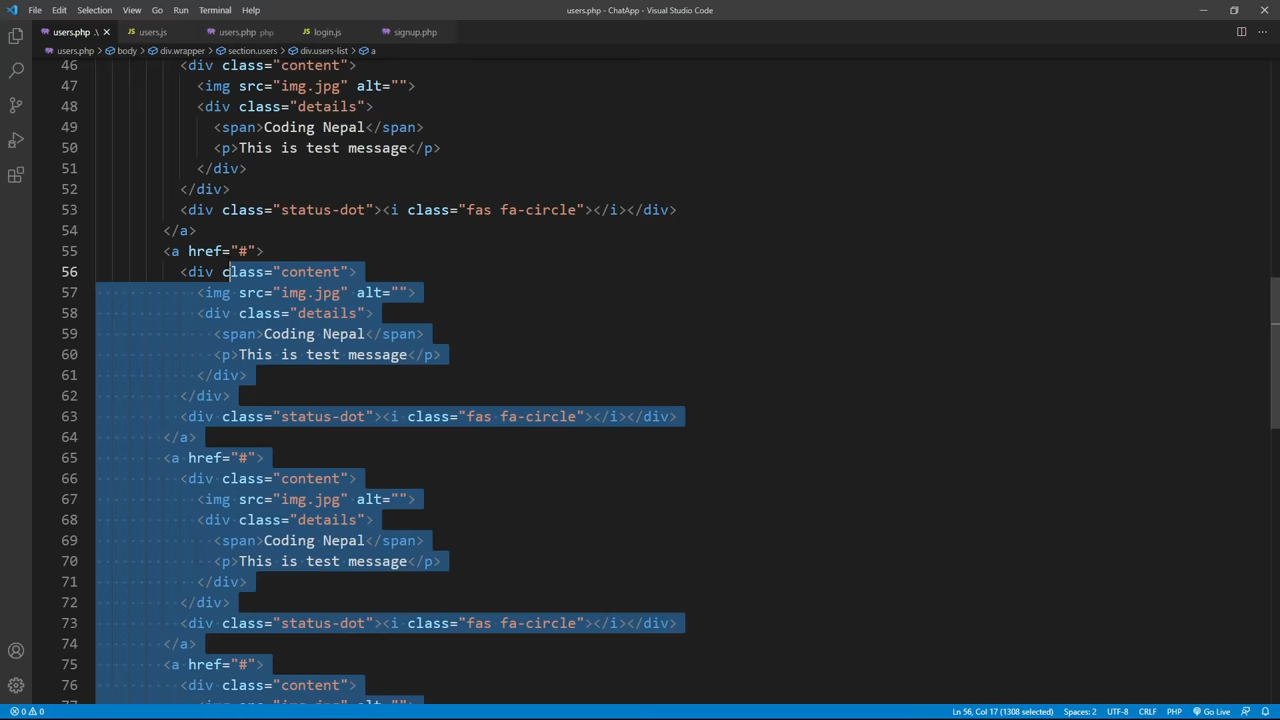 File Edit Selection View Go Run Terminal Help
users.php - ChatApp - Visual Studio Code
users.php .\ × users.js users.php php login.js signup.php
users.php > body > div.wrapper > section.users > div.users-list > a
46 <div class="content">
47 <img src="img.jpg" alt="">
48 <div class="details">
49 <span>Coding Nepal</span>
50 <p>This is test message</p>
51 </div>
52 </div>
53 <div class="status-dot"><i class="fas fa-circle"></i></div>
54 </a>
55 <a href="#">
56 <div class="content">
57 <img src="img.jpg" alt="">
58 <div class="details">
59 <span>Coding Nepal</span>
60 <p>This is test message</p>
61 </div>
62 </div>
63 <div class="status-dot"><i class="fas fa-circle"></i></div>
64 </a>
65 <a href="#">
66 <div class="content">
67 <img src="img.jpg" alt="">
68 <div class="details">
69 <span>Coding Nepal</span>
70 <p>This is test message</p>
71 </div>
72 </div>
73 <div class="status-dot"><i class="fas fa-circle"></i></div>
74 </a>
75 <a href="#">
76 <div class="content">
77 <img src="img.jpg" alt="">
0 0 Ln 56, Col 17 (1308 selected) Spaces: 2 UTF-8 CRLF PHP Go Live